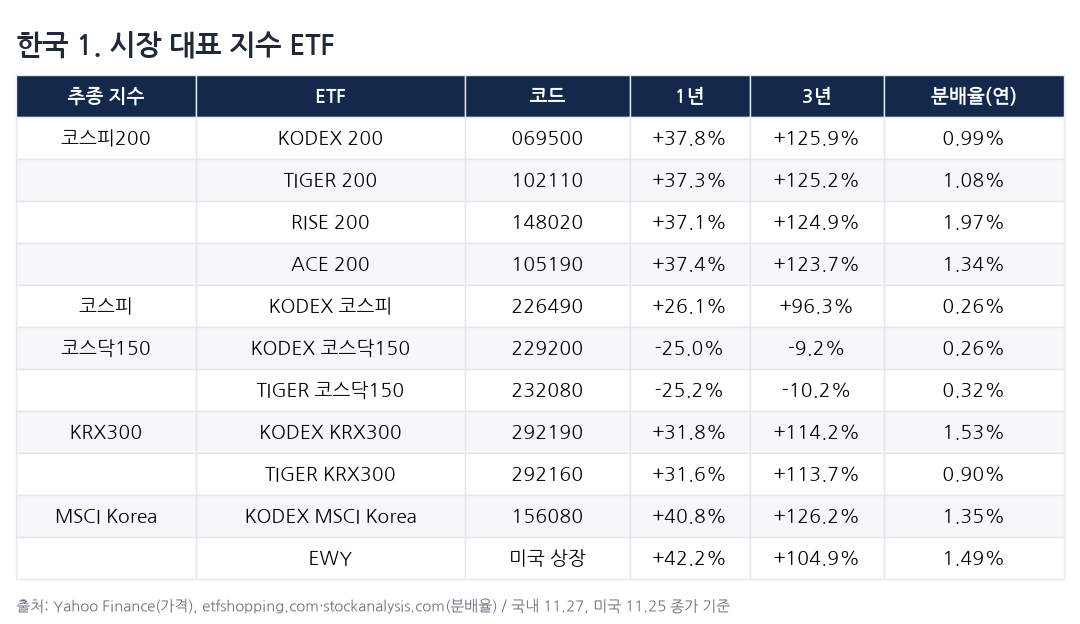 한국 1. 시장 대표 지수 ETF
추종 지수 ETF 코드 1년 3년 분배율(연)
코스피200 KODEX 200 069500 +37.8% +125.9% 0.99%
TIGER 200 102110 +37.3% +125.2% 1.08%
RISE 200 148020 +37.1% +124.9% 1.97%
ACE 200 105190 +37.4% +123.7% 1.34%
코스피 KODEX 코스피 226490 +26.1% +96.3% 0.26%
코스닥150 KODEX 코스닥150 229200 -25.0% -9.2% 0.26%
TIGER 코스닥150 232080 -25.2% -10.2% 0.32%
KRX300 KODEX KRX300 292190 +31.8% +114.2% 1.53%
TIGER KRX300 292160 +31.6% +113.7% 0.90%
MSCI Korea KODEX MSCI Korea 156080 +40.8% +126.2% 1.35%
EWY 미국 상장 +42.2% +104.9% 1.49%
출처: Yahoo Finance(가격), etfshopping.com·stockanalysis.com(분배율) / 국내 11.27, 미국 11.25 종가 기준